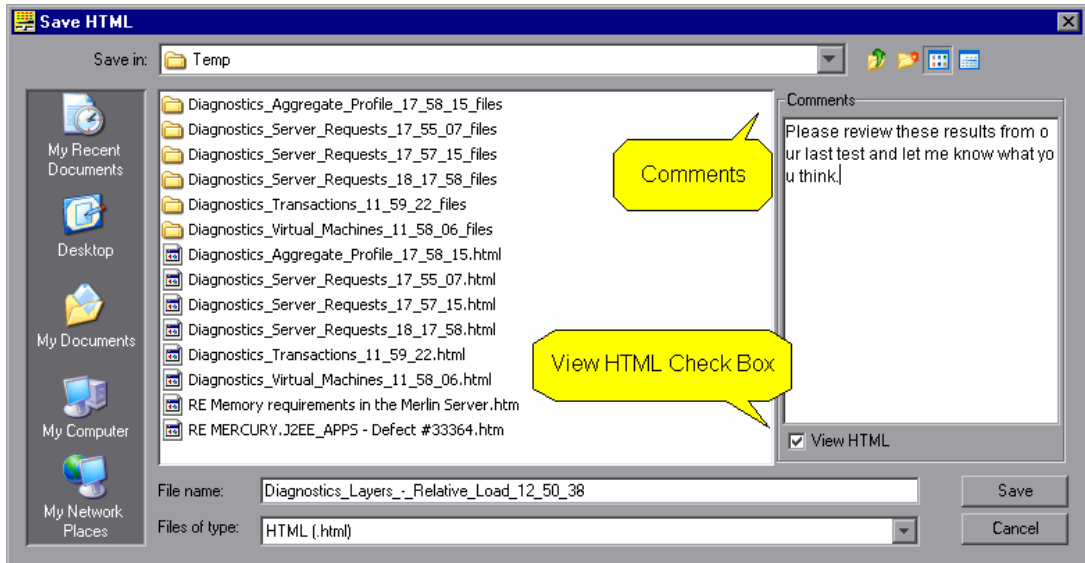 Save HTML
Save in:
Temp
My Recent
Documents
Desktop
My Documents
My Computer
My Network
Places
Diagnostics_Aggregate_Profile_17_58_15_files
Diagnostics_Server_Requests_17_55_07_files
Diagnostics_Server_Requests_17_57_15_files
Diagnostics_Server_Requests_18_17_58_files
Diagnostics_Transactions_11_59_22_files
Diagnostics_Virtual_Machines_11_58_06_files
Diagnostics_Aggregate_Profile_17_58_15.html
Diagnostics_Server_Requests_17_55_07.html
Diagnostics_Server_Requests_17_57_15.html
Diagnostics_Server_Requests_18_17_58.html
Diagnostics_Transactions_11_59_22.html
Diagnostics_Virtual_Machines_11_58_06.html
RE Memory requirements in the Merlin Server.htm
RE MERCURY.J2EE_APPS - Defect #33364.htm
Comments
View HTML Check Box
Comments
Please review these results from o
ur last test and let me know what yo
u think.
View HTML
File name:
Diagnostics_Layers_-_Relative_Load_12_50_38
Save
Files of type:
HTML (.html)
Cancel